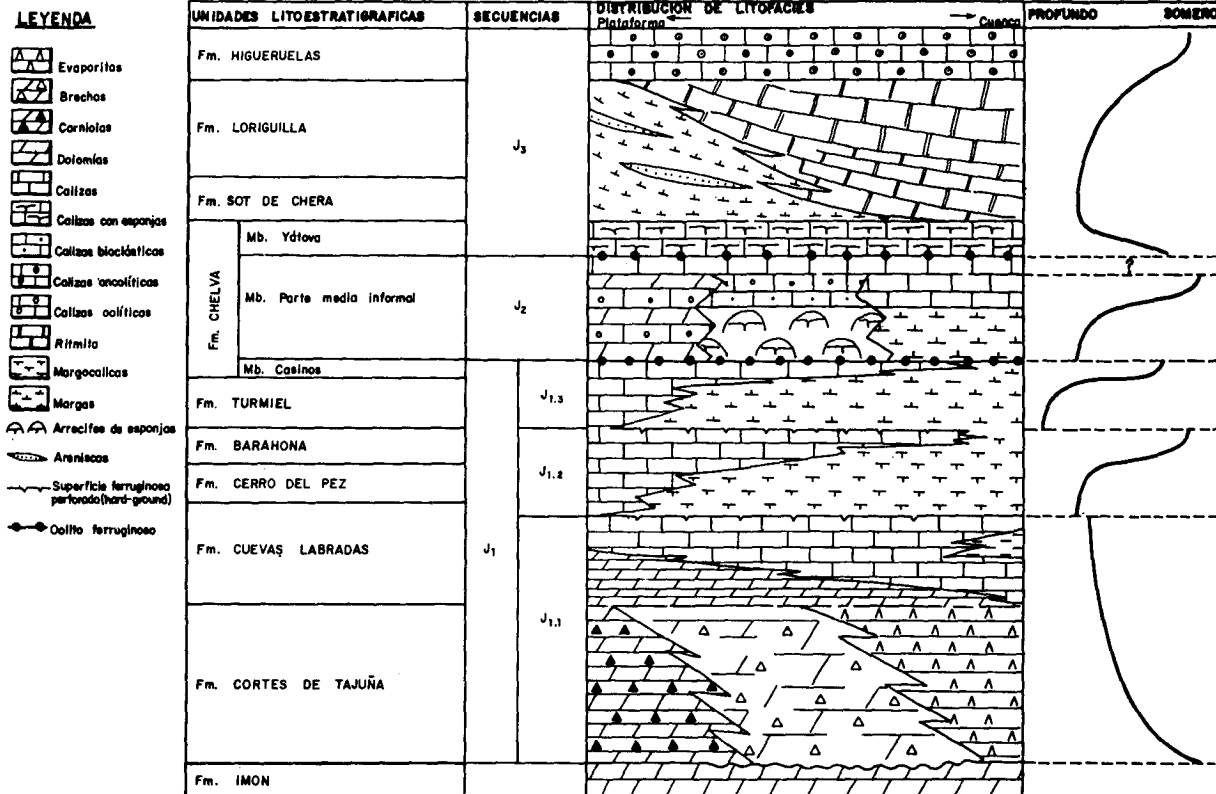 LEYENDA
Evaporitas
Brechas
Carniolas
Dolomías
Calizas
Calizas con esponjas
Calizas bioclásticas
Calizas oncolíticas
Calizas oolíticas
Ritmita
Margocalizas
Margas
Arrecifes de esponjas
Areniscas
Superficie ferruginosa
perforada(hard-ground)
Oolito ferruginoso
UNIDADES LITOESTRATIGRAFICAS
SECUENCIAS
DISTRIBUCION DE LITOFACIES
Plataforma
Cuenca
PROFUNDO
SOMERO
Fm. HIGUERUELAS
Fm. LORIGUILLA
Fm. SOT DE CHERA
Fm. CHELVA
Mb. Yátova
Mb. Parte media informal
Mb. Casinos
Fm. TURMIEL
Fm. BARAHONA
Fm. CERRO DEL PEZ
Fm. CUEVAS LABRADAS
Fm. CORTES DE TAJUÑA
Fm. IMON
J3
J2
J1
J1.3
J1.2
J1.1
?